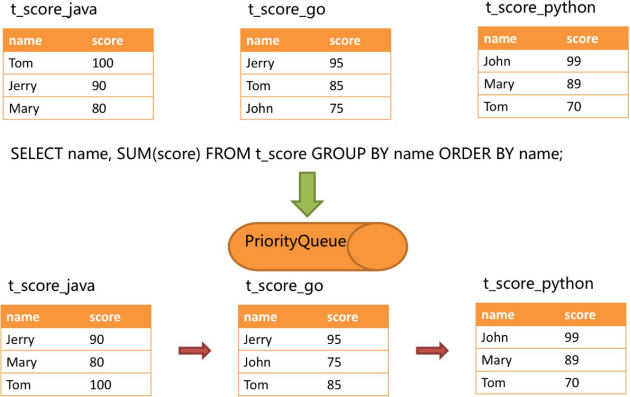 t_score_java
name score
Tom 100
Jerry 90
Mary 80
t_score_go
name score
Jerry 95
Tom 85
John 75
t_score_python
name score
John 99
Mary 89
Tom 70
SELECT name, SUM(score) FROM t_score GROUP BY name ORDER BY name;
PriorityQueue
t_score_java
name score
Jerry 90
Mary 80
Tom 100
t_score_go
name score
Jerry 95
John 75
Tom 85
t_score_python
name score
John 99
Mary 89
Tom 70